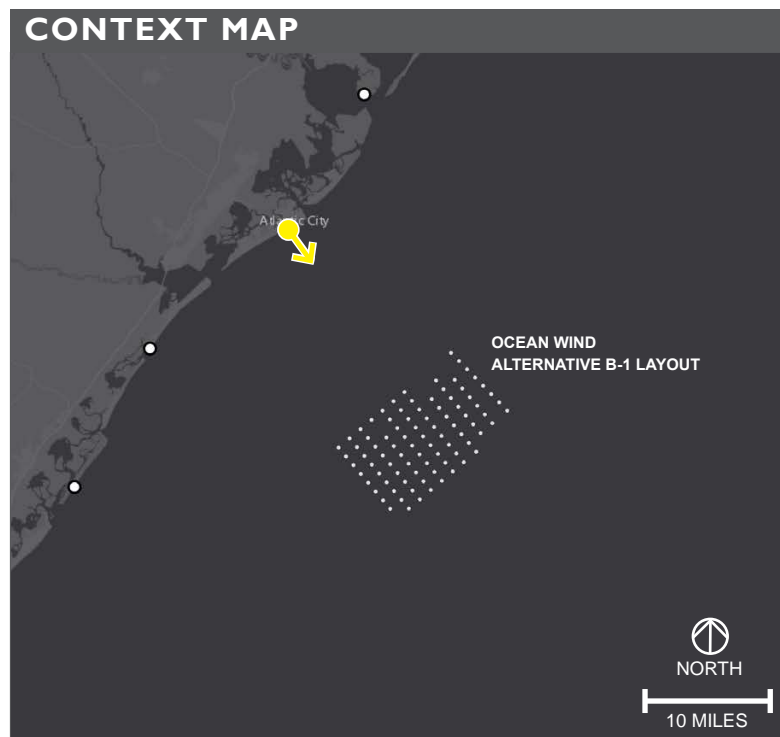 CONTEXT MAP
Atlantic City
OCEAN WIND
ALTERNATIVE B-1 LAYOUT
NORTH
10 MILES